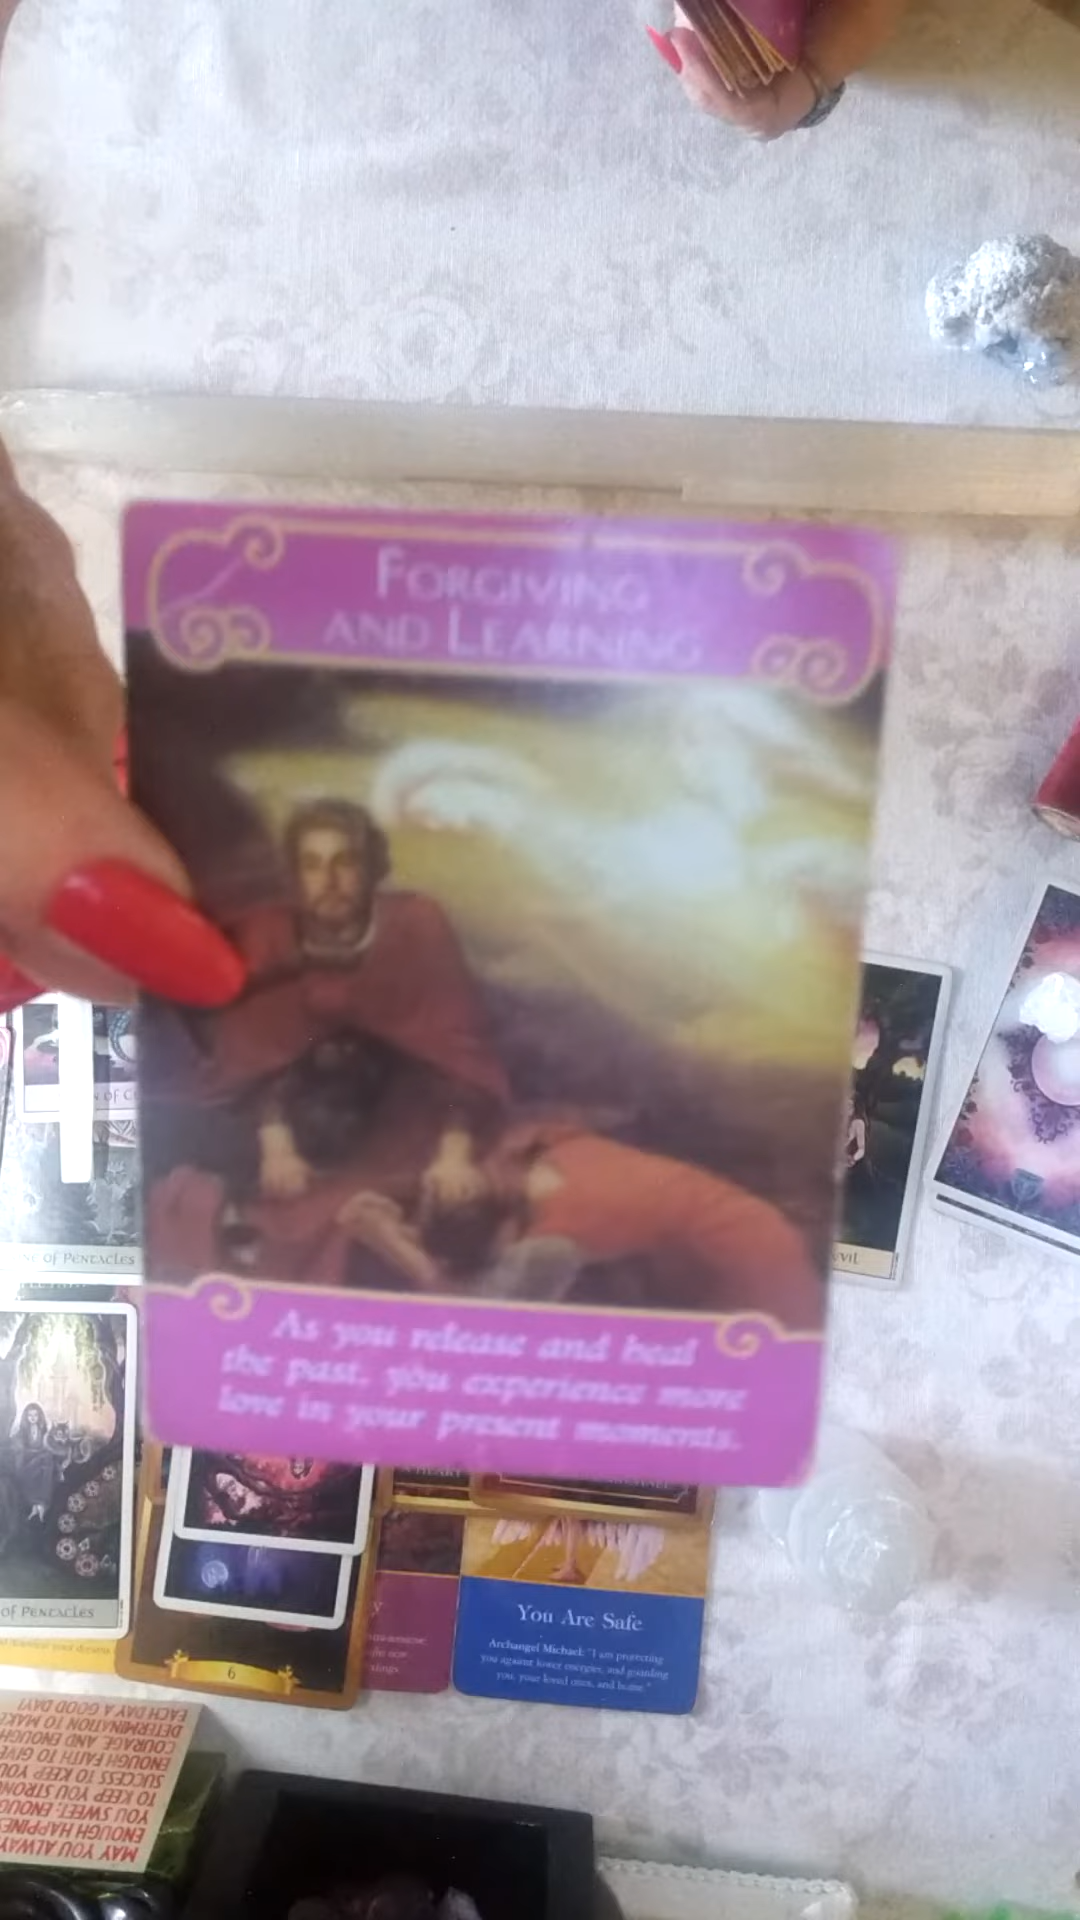 FORGIVING
AND LEARNING
OF PENTACLES
As you release and heal
the past, you experience more
love in your present moments.
of PENTACLES
You Are Safe
Archangel Michael: "I am protecting
you against lower energies, and guarding
you, your loved ones, and home."
6
EACH DAY A GOOD DAY!
DETERMINATION TO MAKE
COURAGE AND ENOUGH
ENOUGH FAITH TO GIVE
SUCCESS TO KEEP YOU
TO KEEP YOU STRONG
YOU SWEET, ENOUGH
ENOUGH HAPPINESS
MAY YOU ALWAYS